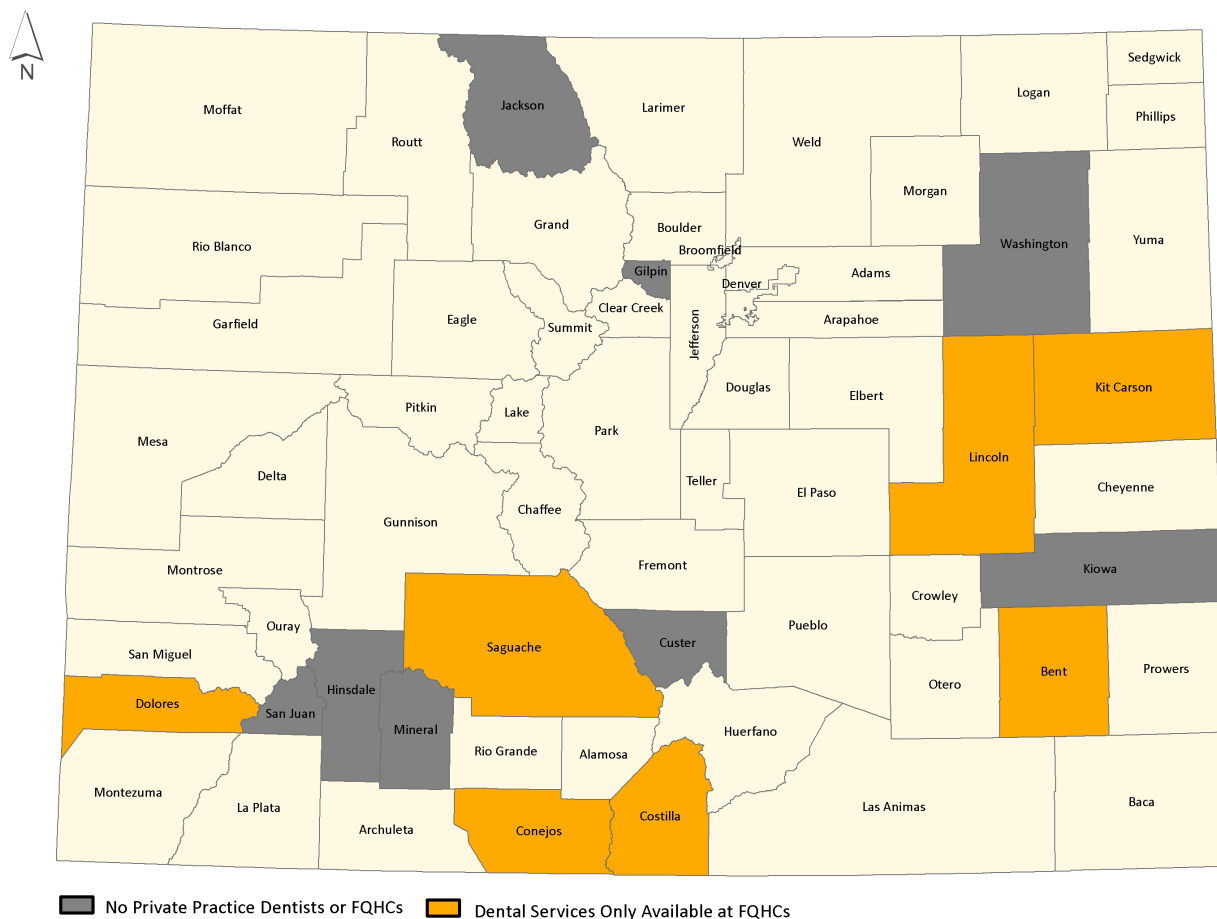 N
Sedgwick
Logan
Jackson
Larimer
Moffat
Phillips
Routt
Weld
Morgan
Grand
Boulder
Washington
Yuma
Rio Blanco
Broomfield
Gilpin
Adams
Denver
Clear Creek
Garfield
Eagle
Summit
Jefferson
Arapahoe
Douglas
Kit Carson
Elbert
Pitkin
Lake
Park
Mesa
Lincoln
Delta
Teller
Cheyenne
El Paso
Chaffee
Gunnison
Fremont
Kiowa
Montrose
Crowley
Ouray
Pueblo
Custer
Saguache
San Miguel
Bent
Prowers
Otero
Hinsdale
Dolores
San Juan
Mineral
Huerfano
Rio Grande
Alamosa
Montezuma
La Plata
Las Animas
Baca
Costilla
Archuleta
Conejos
No Private Practice Dentists or FQHCs
Dental Services Only Available at FQHCs